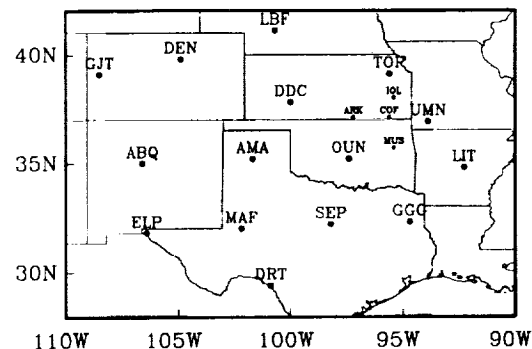 LBF
40N
DEN
GJT
TOP
IOL
DDC
ARK
COF
UMN
MUS
35N
ABQ
AMA
OUN
LIT
ELP
MAF
SEP
GGG
30N
DRT
110W
105W
100W
95W
90W